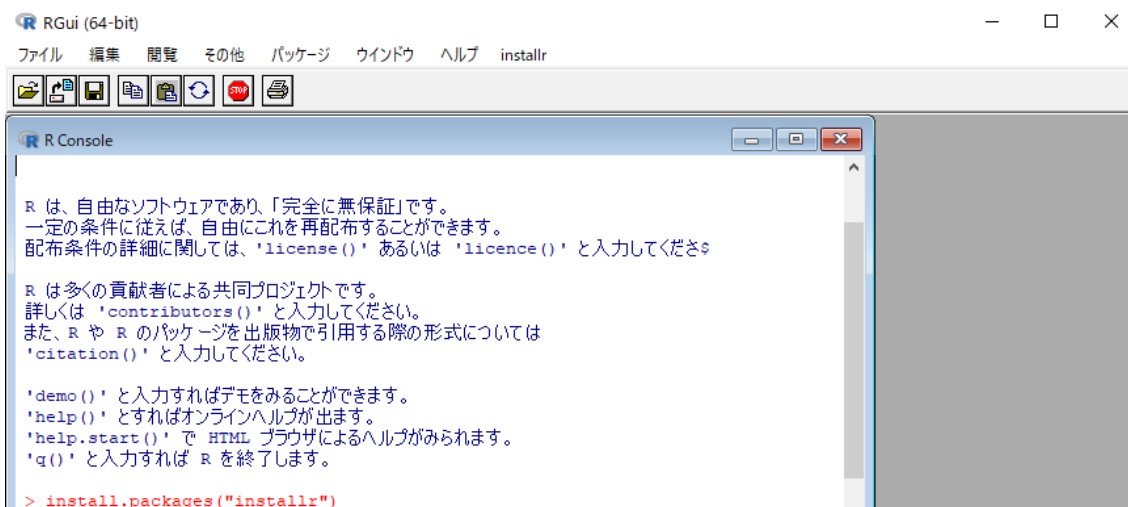 RGui (64-bit)
ファイル 編集 閲覧 その他 パッケージ ウインドウ ヘルプ installr
STOP
R Console
R は、自由なソフトウェアであり、「完全に無保証」です。
一定の条件に従えば、自由にこれを再配布することができます。
配布条件の詳細に関しては、'license()' あるいは 'licence()' と入力してくださ$
R は多くの貢献者による共同プロジェクトです。
詳しくは 'contributors()' と入力してください。
また、R や R のパッケージを出版物で引用する際の形式については
'citation()' と入力してください。
'demo()' と入力すればデモをみることができます。
'help()' とすればオンラインヘルプが出ます。
'help.start()' で HTML ブラウザによるヘルプがみられます。
'q()' と入力すれば R を終了します。
> install.packages("installr")